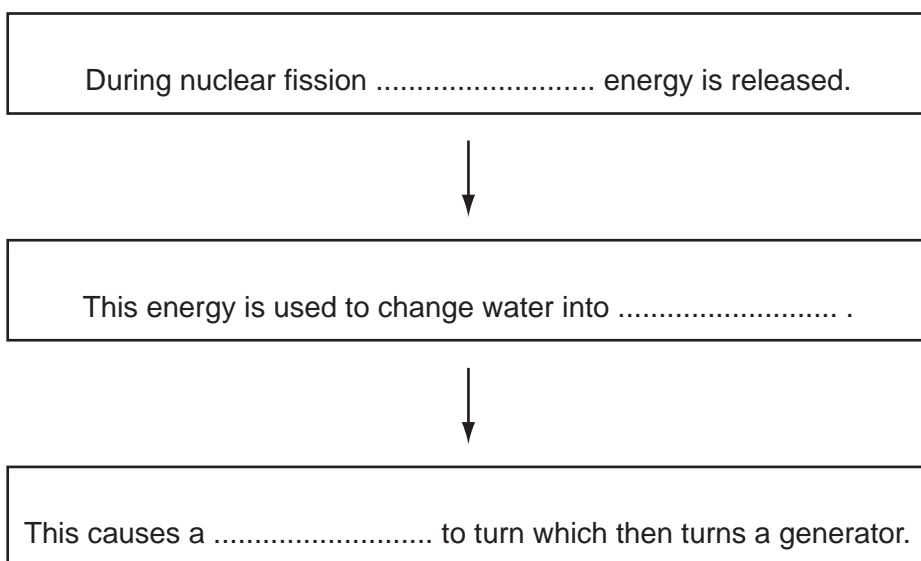 During nuclear fission ........................... energy is released.
This energy is used to change water into ........................... .
This causes a ........................... to turn which then turns a generator.